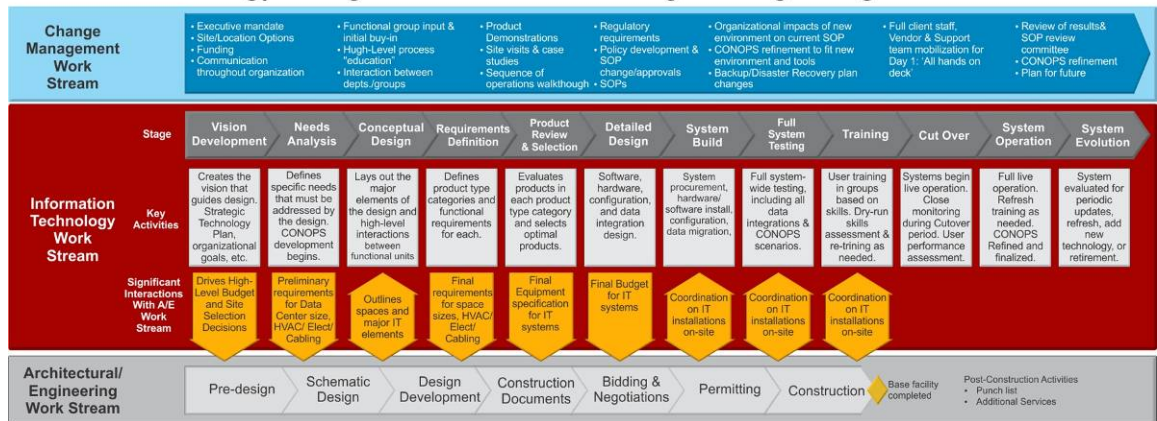 Change
Management
Work
Stream
• Executive mandate
• Site/Location Options
• Funding
• Communication
throughout organization
• Functional group input &
initial buy-in
• Hugh-Level process
"education"
• Interaction between
depts./groups
• Product
Demonstrations
• Site visits & case
studies
• Sequence of
operations walkthough
• Regulatory
requirements
• Policy development &
SOP
change/approvals
• SOPs
• Organizational impacts of new
environment on current SOP
• CONOPS refinement to fit new
environment and tools
• Backup/Disaster Recovery plan
changes
• Full client staff,
Vendor & Support
team mobilization for
Day 1: 'All hands on
deck'
• Review of results&
SOP review
committee
• CONOPS refinement
• Plan for future
Information
Technology
Work
Stream
Stage
Vision
Development
Needs
Analysis
Conceptual
Design
Requirements
Definition
Product
Review
& Selection
Detailed
Design
System
Build
Full
System
Testing
Training
Cut Over
System
Operation
System
Evolution
Key
Activities
Creates the
vision that
guides design.
Strategic
Technology
Plan,
organizational
goals, etc.
Defines
specific needs
that must be
addressed by
the design.
CONOPS
development
begins.
Lays out the
major
elements of
the design and
high-level
interactions
between
functional units
Defines
product type
categories and
functional
requirements
for each.
Evaluates
products in
each product
type category
and selects
optimal
products.
Software,
hardware,
configuration,
and data
integration
design.
System
procurement,
hardware/
software install,
configuration,
data migration,
Full system-
wide testing,
including all
data
integrations &
CONOPS
scenarios.
User training
in groups
based on
skills. Dry-run
skills
assessment &
re-trining as
needed.
Systems begin
live operation.
Close
monitoring
during Cutover
period. User
performance
assessment.
Full live
operation.
Refresh
training as
needed.
CONOPS
Refined and
finalized.
System
evaluated for
periodic
updates,
refresh, add
new
technology, or
retirement.
Significant
Interactions
With A/E
Work
Stream
Drives High-
Level Budget
and Site
Selection
Decisions
Preliminary
requirements
for Data
Center size,
HVAC/ Elect/
Cabling
Outlines
spaces and
major IT
elements
Final
requirements
for space
sizes, HVAC/
Elect/
Cabling
Final
Equipment
specification
for IT
systems
Final Budget
for IT
systems
Coordination
on IT
installations
on-site
Coordination
on IT
installations
on-site
Coordination
on IT
installations
on-site
Architectural/
Engineering
Work Stream
Pre-design
Schematic
Design
Design
Development
Construction
Documents
Bidding &
Negotiations
Permitting
Construction
Base facility
completed
Post-Construction Activities
• Punch list
• Additional Services